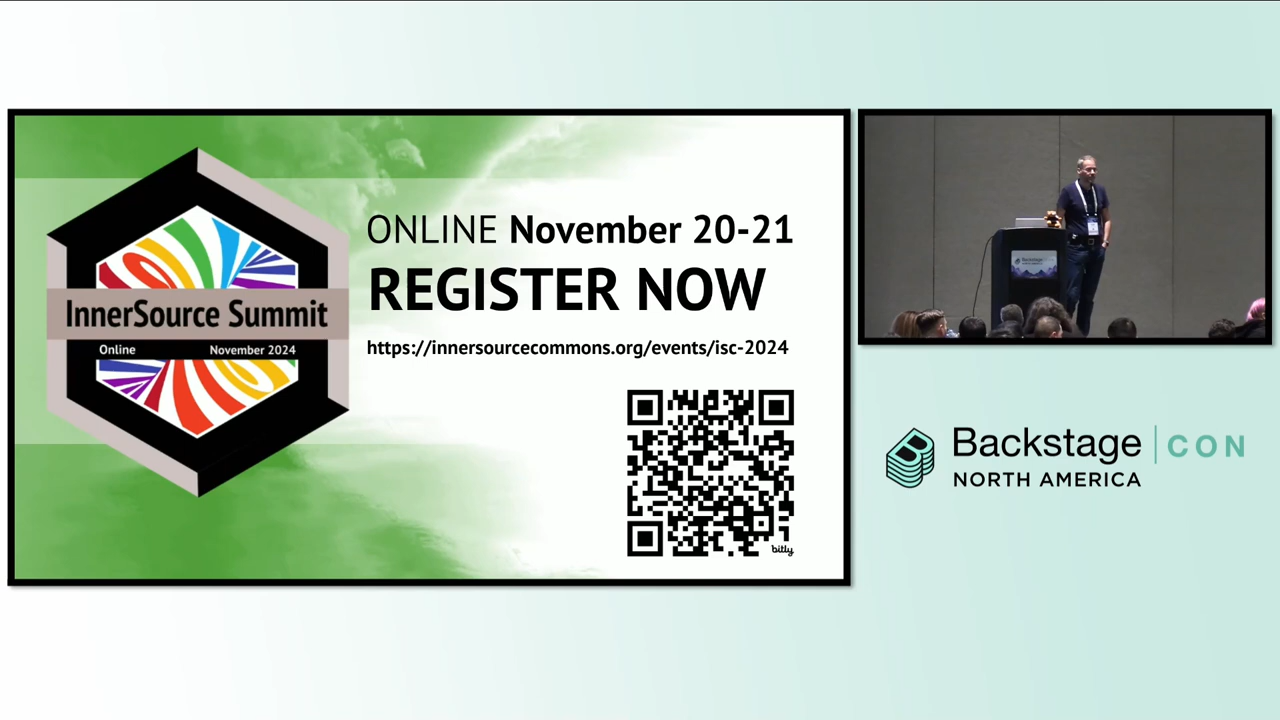 ONLINE November 20-21
REGISTER NOW
https://innersourcecommons.org/events/isc-2024
InnerSource Summit
Online November 2024
bitly
Backstage
Backstage CON
NORTH AMERICA